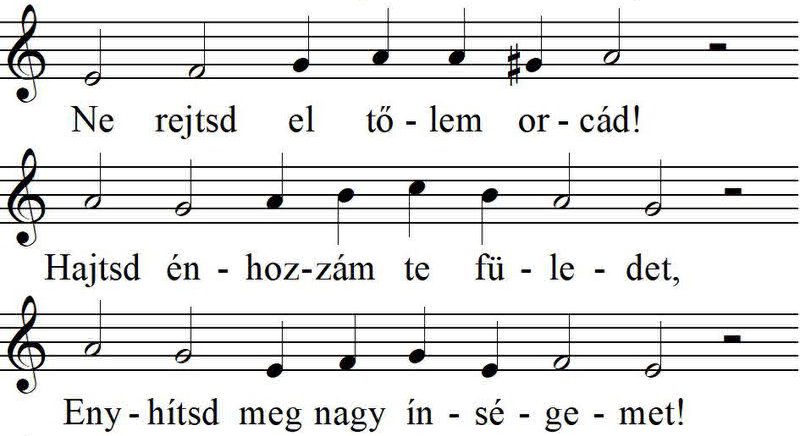 Ne rejtsd el tő - lem or - cád!
Hajtsd én - hoz-zám te fü - le - det,
Eny - hítsd meg nagy ín - sé - ge - met!